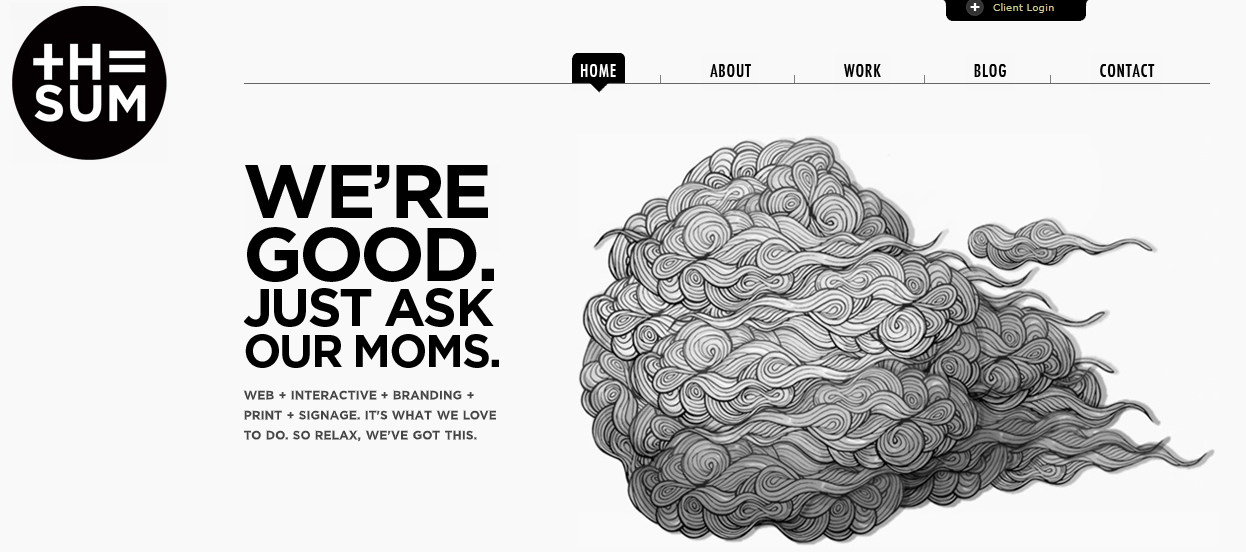 Client Login
THE
SUM
HOME ABOUT WORK BLOG CONTACT
WE'RE
GOOD.
JUST ASK
OUR MOMS.
WEB + INTERACTIVE + BRANDING +
PRINT + SIGNAGE. IT'S WHAT WE LOVE
TO DO. SO RELAX, WE'VE GOT THIS.